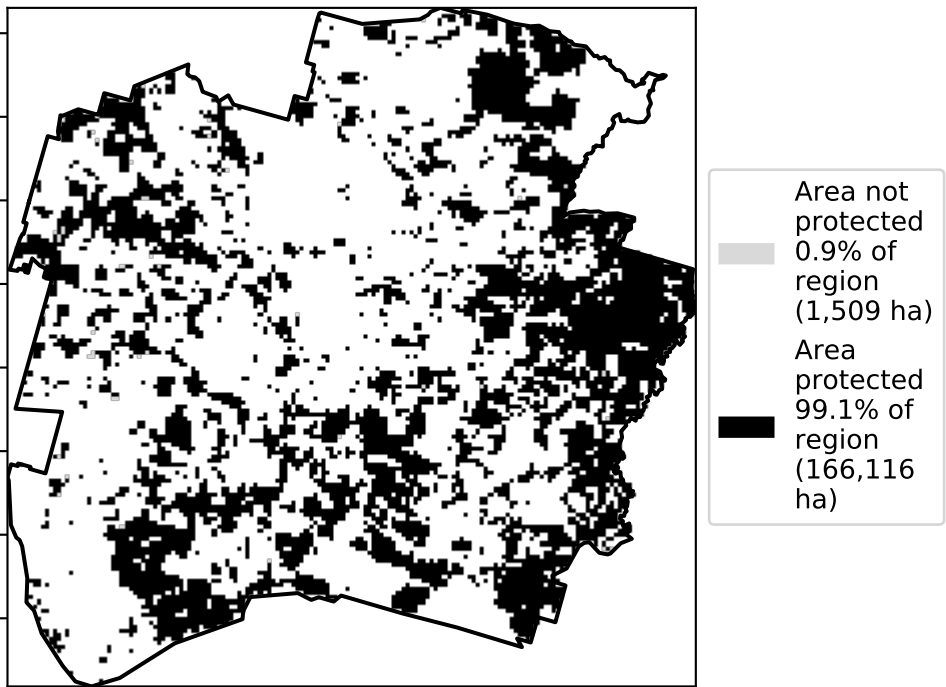 Area not
protected
0.9% of
region
(1,509 ha)
Area
protected
99.1% of
region
(166,116
ha)